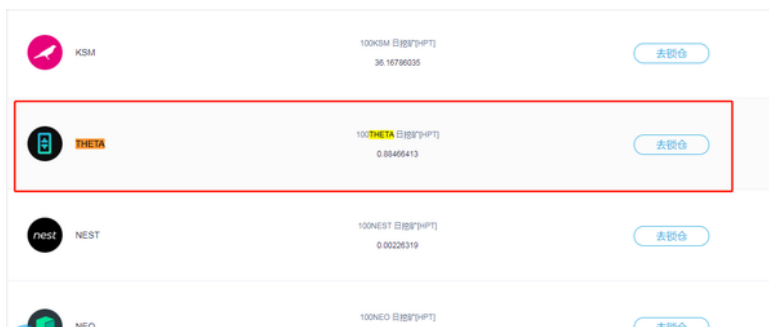 KSM
100KSM 日挖矿[HPT]
36.16786035
去锁仓
THETA
100THETA 日挖矿[HPT]
0.88466413
去锁仓
nest
NEST
100NEST 日挖矿[HPT]
0.00226319
去锁仓
NEO
100NEO 日挖矿[HPT]
去锁仓